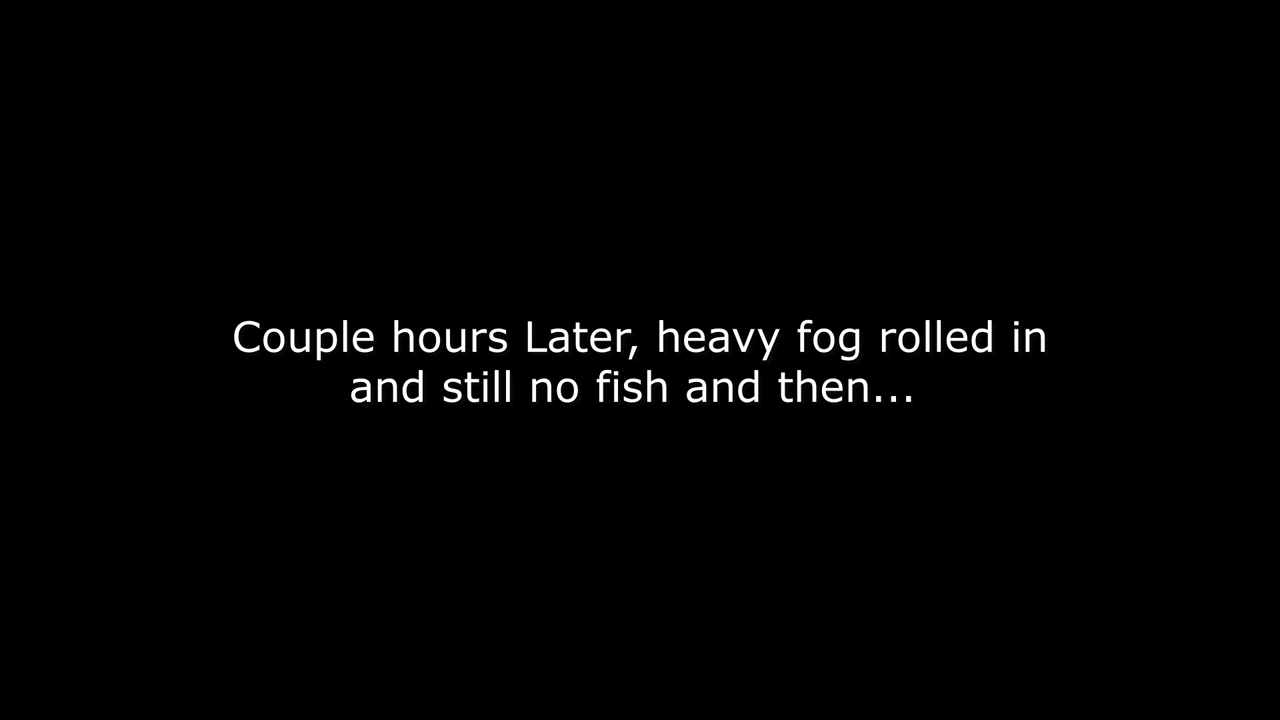 Couple hours Later, heavy fog rolled in
and still no fish and then...